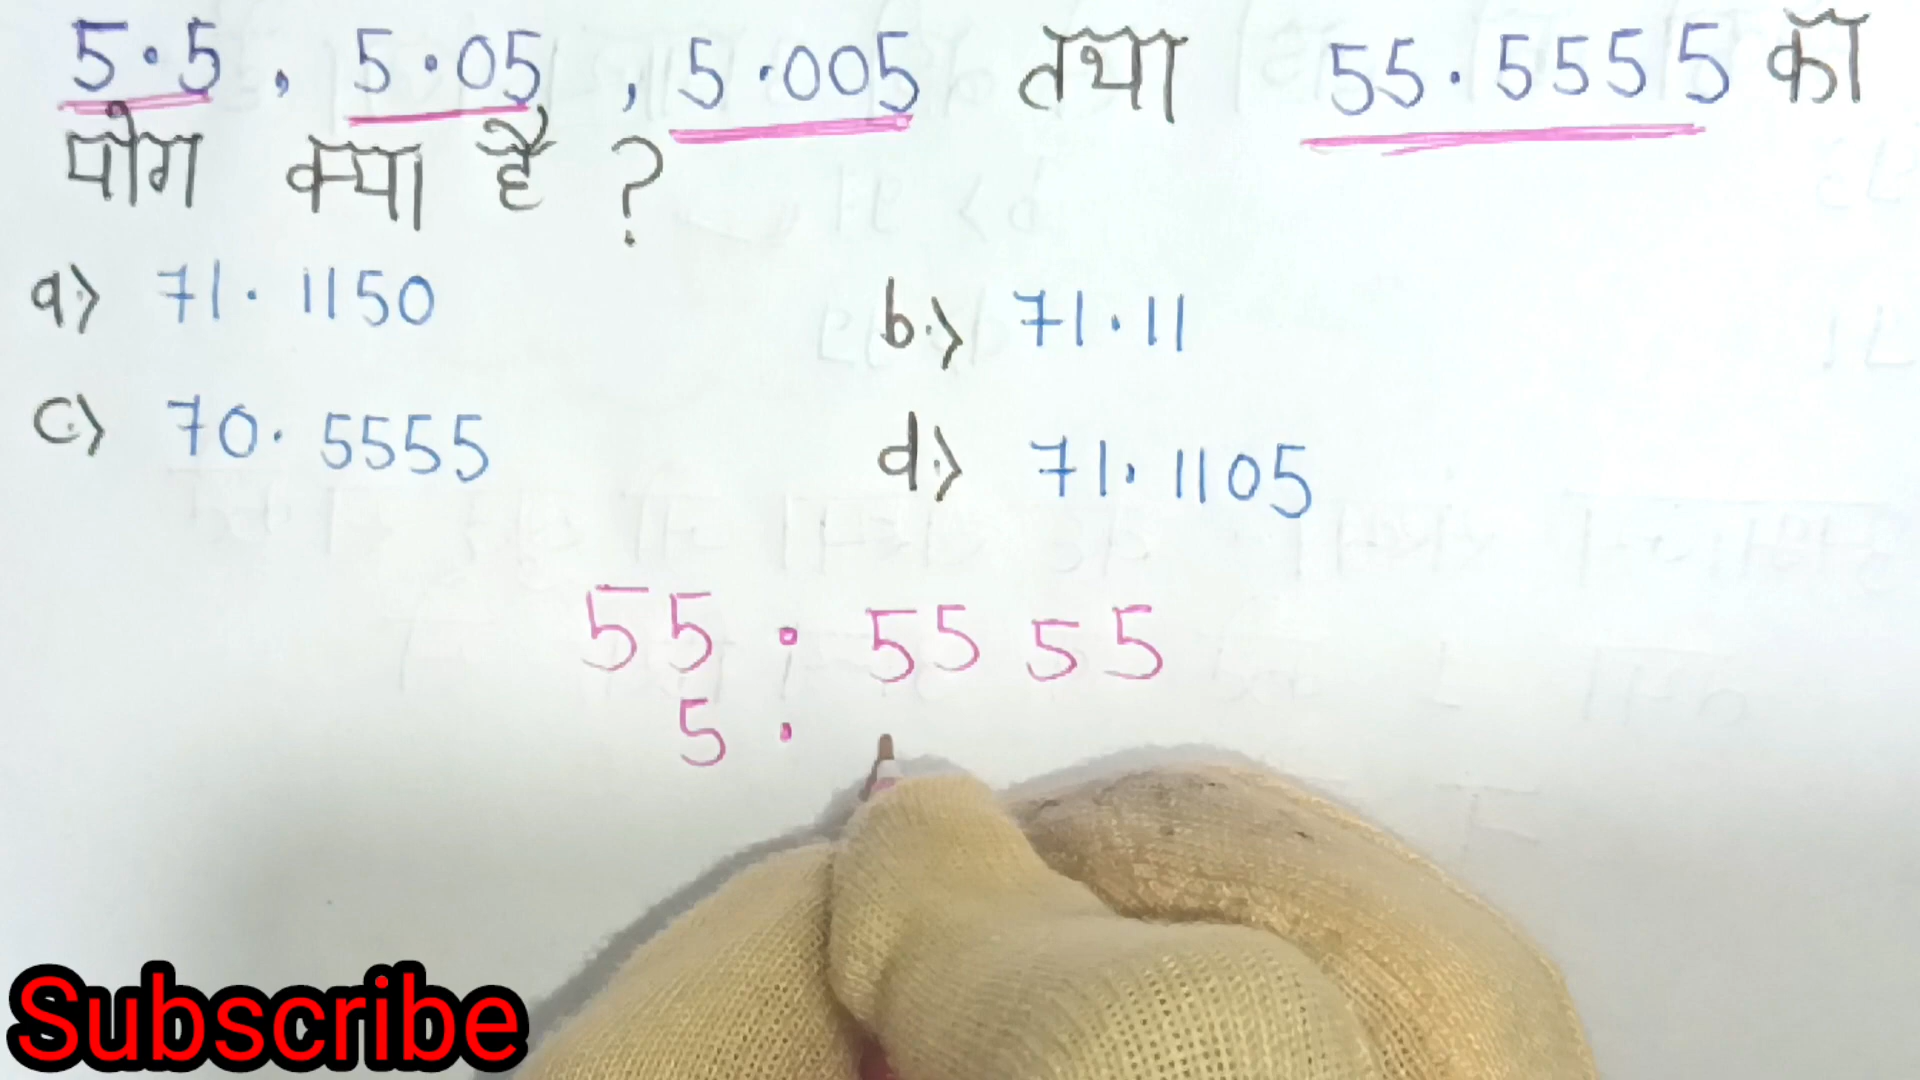 5.5, 5.05, 5.005 तथा 55.5555 को
योग क्या है ?
a) 71.1150 b) 71.11
c) 70.5555 d) 71.1105
55.5555
5.
Subscribe